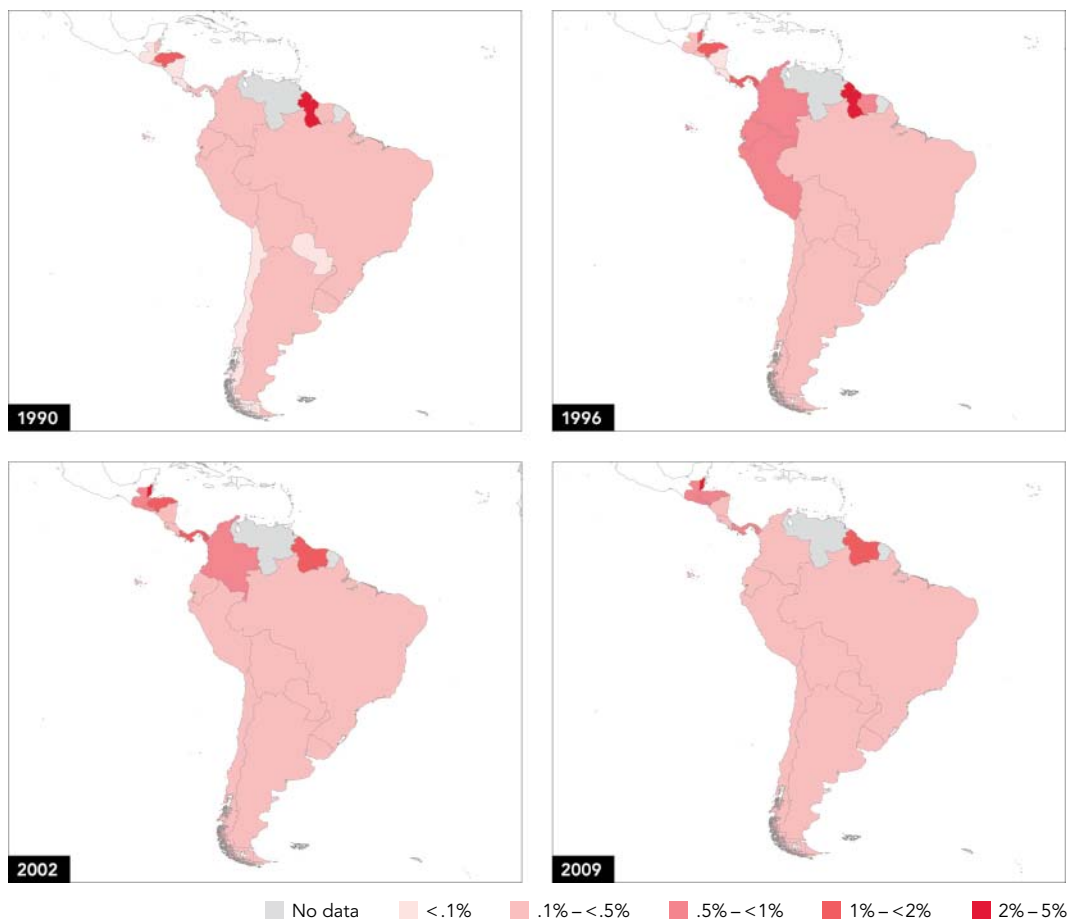 1990
1996
2002
2009
No data
<.1%
.1% – <.5%
.5% – <1%
1% – <2%
2% – 5%